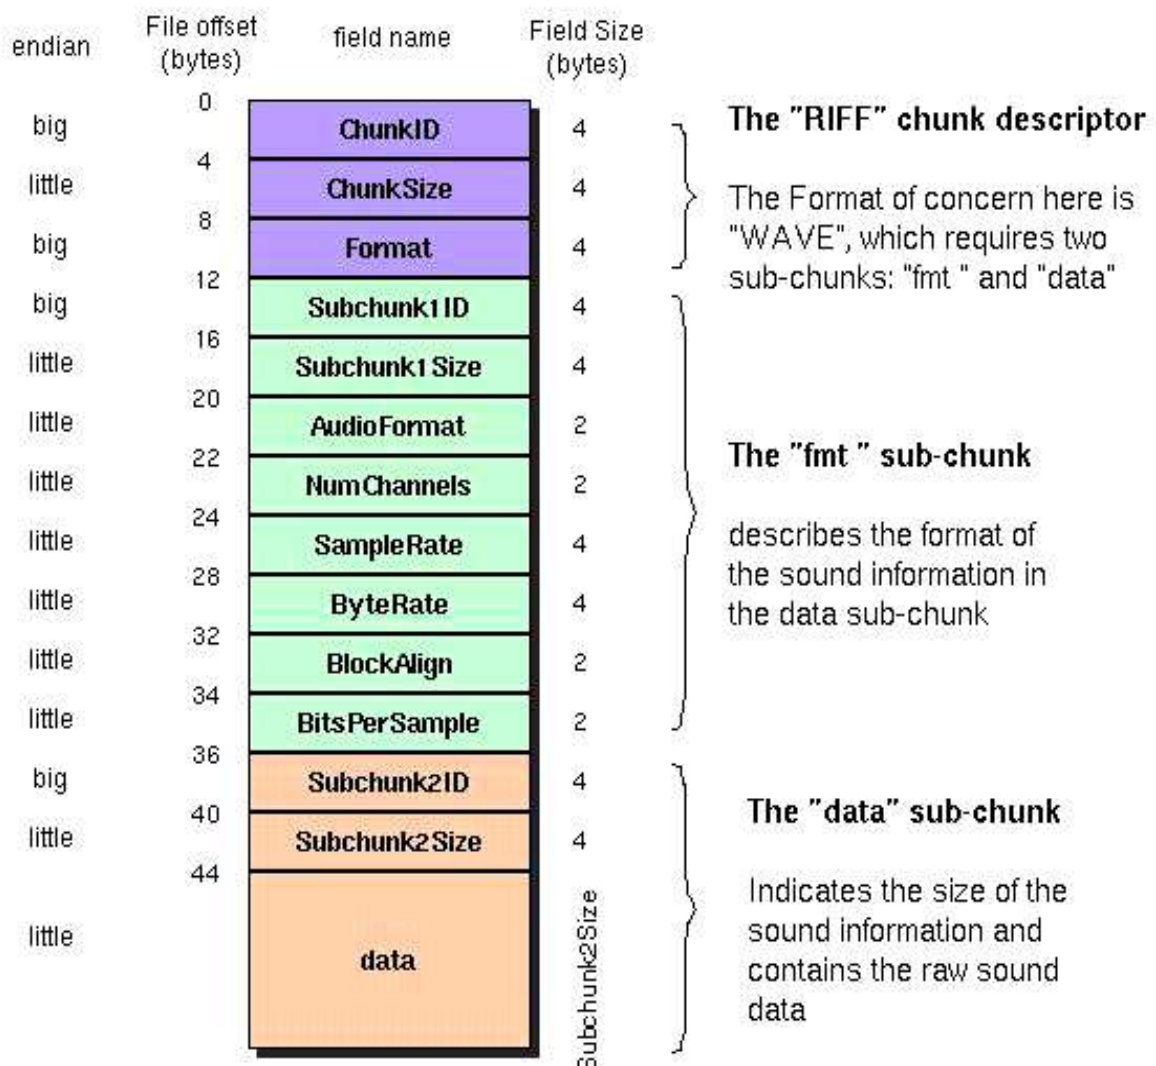 endian
File offset
(bytes)
field name
Field Size
(bytes)
0
big
ChunkID
4
4
little
ChunkSize
4
8
big
Format
4
12
big
Subchunk1ID
4
16
little
Subchunk1Size
4
20
little
AudioFormat
2
22
little
NumChannels
2
24
little
SampleRate
4
28
little
ByteRate
4
32
little
BlockAlign
2
34
little
BitsPerSample
2
36
big
Subchunk2ID
4
40
little
Subchunk2Size
4
44
little
data
Subchunk2Size
The "RIFF" chunk descriptor
The Format of concern here is
"WAVE", which requires two
sub-chunks: "fmt " and "data"
The "fmt " sub-chunk
describes the format of
the sound information in
the data sub-chunk
The "data" sub-chunk
Indicates the size of the
sound information and
contains the raw sound
data